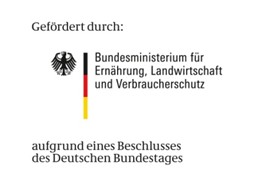 Gefördert durch:
Bundesministerium für
Ernährung, Landwirtschaft
und Verbraucherschutz
aufgrund eines Beschlusses
des Deutschen Bundestages